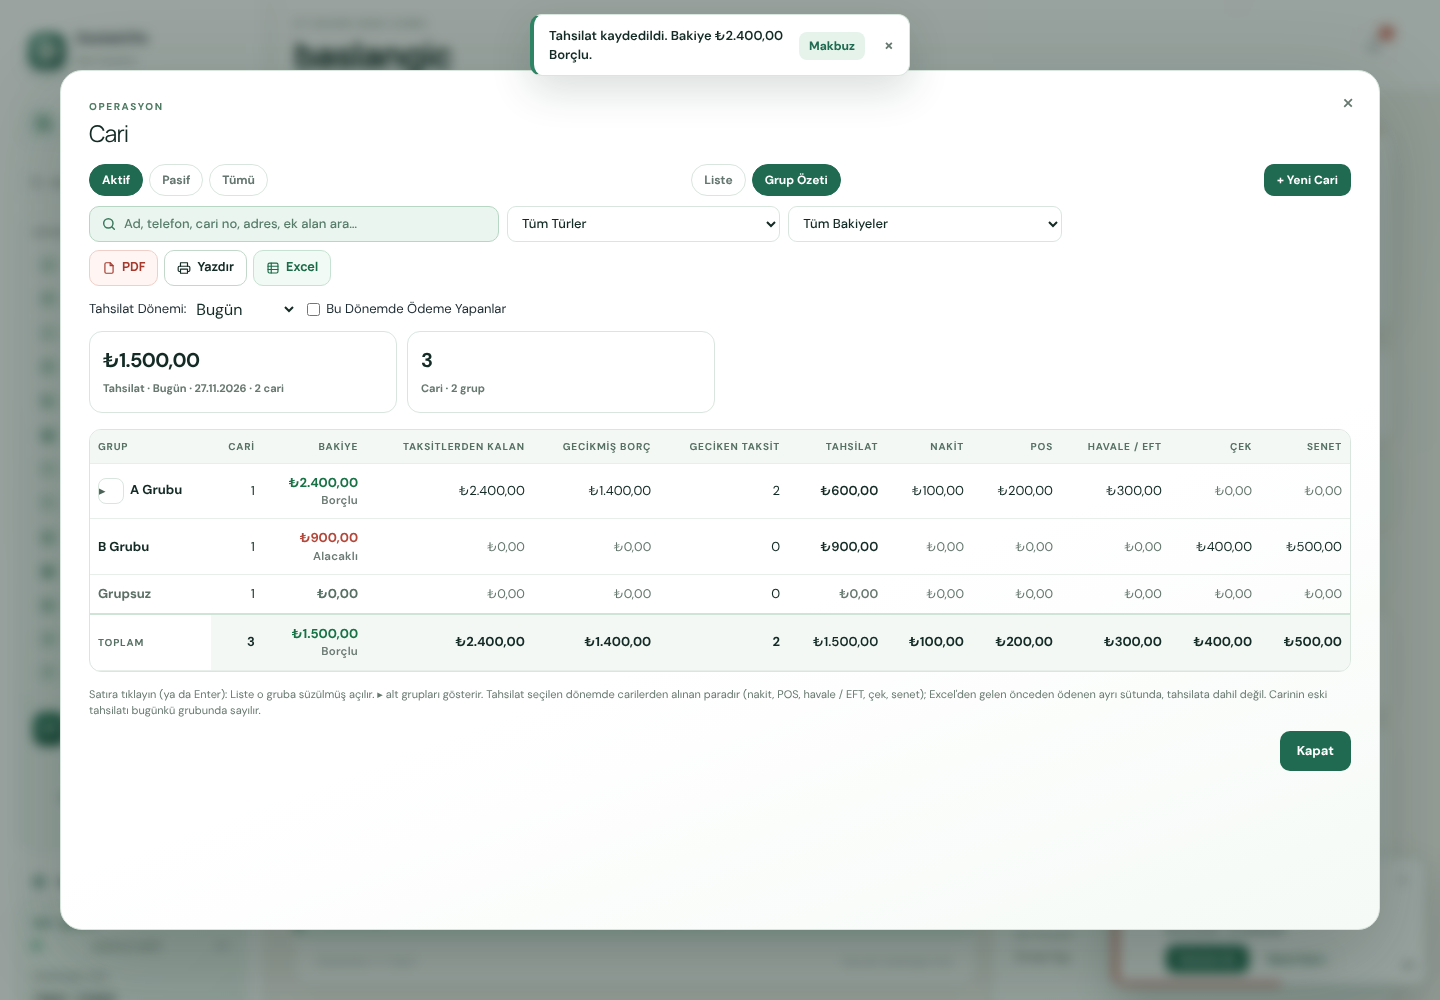 Tahsilat kaydedildi. Bakiye ₺2.400,00
Borçlu.
Makbuz
×
baslangic
OPERASYON
×
Cari
Aktif Pasif Tümü Liste Grup Özeti + Yeni Cari
Ad, telefon, cari no, adres, ek alan ara... Tüm Türler Tüm Bakiyeler
PDF Yazdır Excel
Tahsilat Dönemi: Bugün Bu Dönemde Ödeme Yapanlar
₺1.500,00
Tahsilat · Bugün · 27.11.2026 · 2 cari
3
Cari · 2 grup
GRUP CARİ BAKİYE TAKSİTLERDEN KALAN GECİKMİŞ BORÇ GECİKEN TAKSİT TAHSİLAT NAKİT POS HAVALE / EFT ÇEK SENET
▸ A Grubu 1 ₺2.400,00 Borçlu ₺2.400,00 ₺1.400,00 2 ₺600,00 ₺100,00 ₺200,00 ₺300,00 ₺0,00 ₺0,00
B Grubu 1 ₺900,00 Alacaklı ₺0,00 ₺0,00 0 ₺900,00 ₺0,00 ₺0,00 ₺0,00 ₺400,00 ₺500,00
Grupsuz 1 ₺0,00 ₺0,00 ₺0,00 0 ₺0,00 ₺0,00 ₺0,00 ₺0,00 ₺0,00 ₺0,00
TOPLAM 3 ₺1.500,00 Borçlu ₺2.400,00 ₺1.400,00 2 ₺1.500,00 ₺100,00 ₺200,00 ₺300,00 ₺400,00 ₺500,00
Satıra tıklayın (ya da Enter): Liste o gruba süzülmüş açılır. ▸ alt grupları gösterir. Tahsilat seçilen dönemde carilerden alınan paradır (nakit, POS, havale / EFT, çek, senet); Excel'den gelen önceden ödenen ayrı sütunda, tahsilata dahil değil. Carinin eski
tahsilatı bugünkü grubunda sayılır.
Kapat